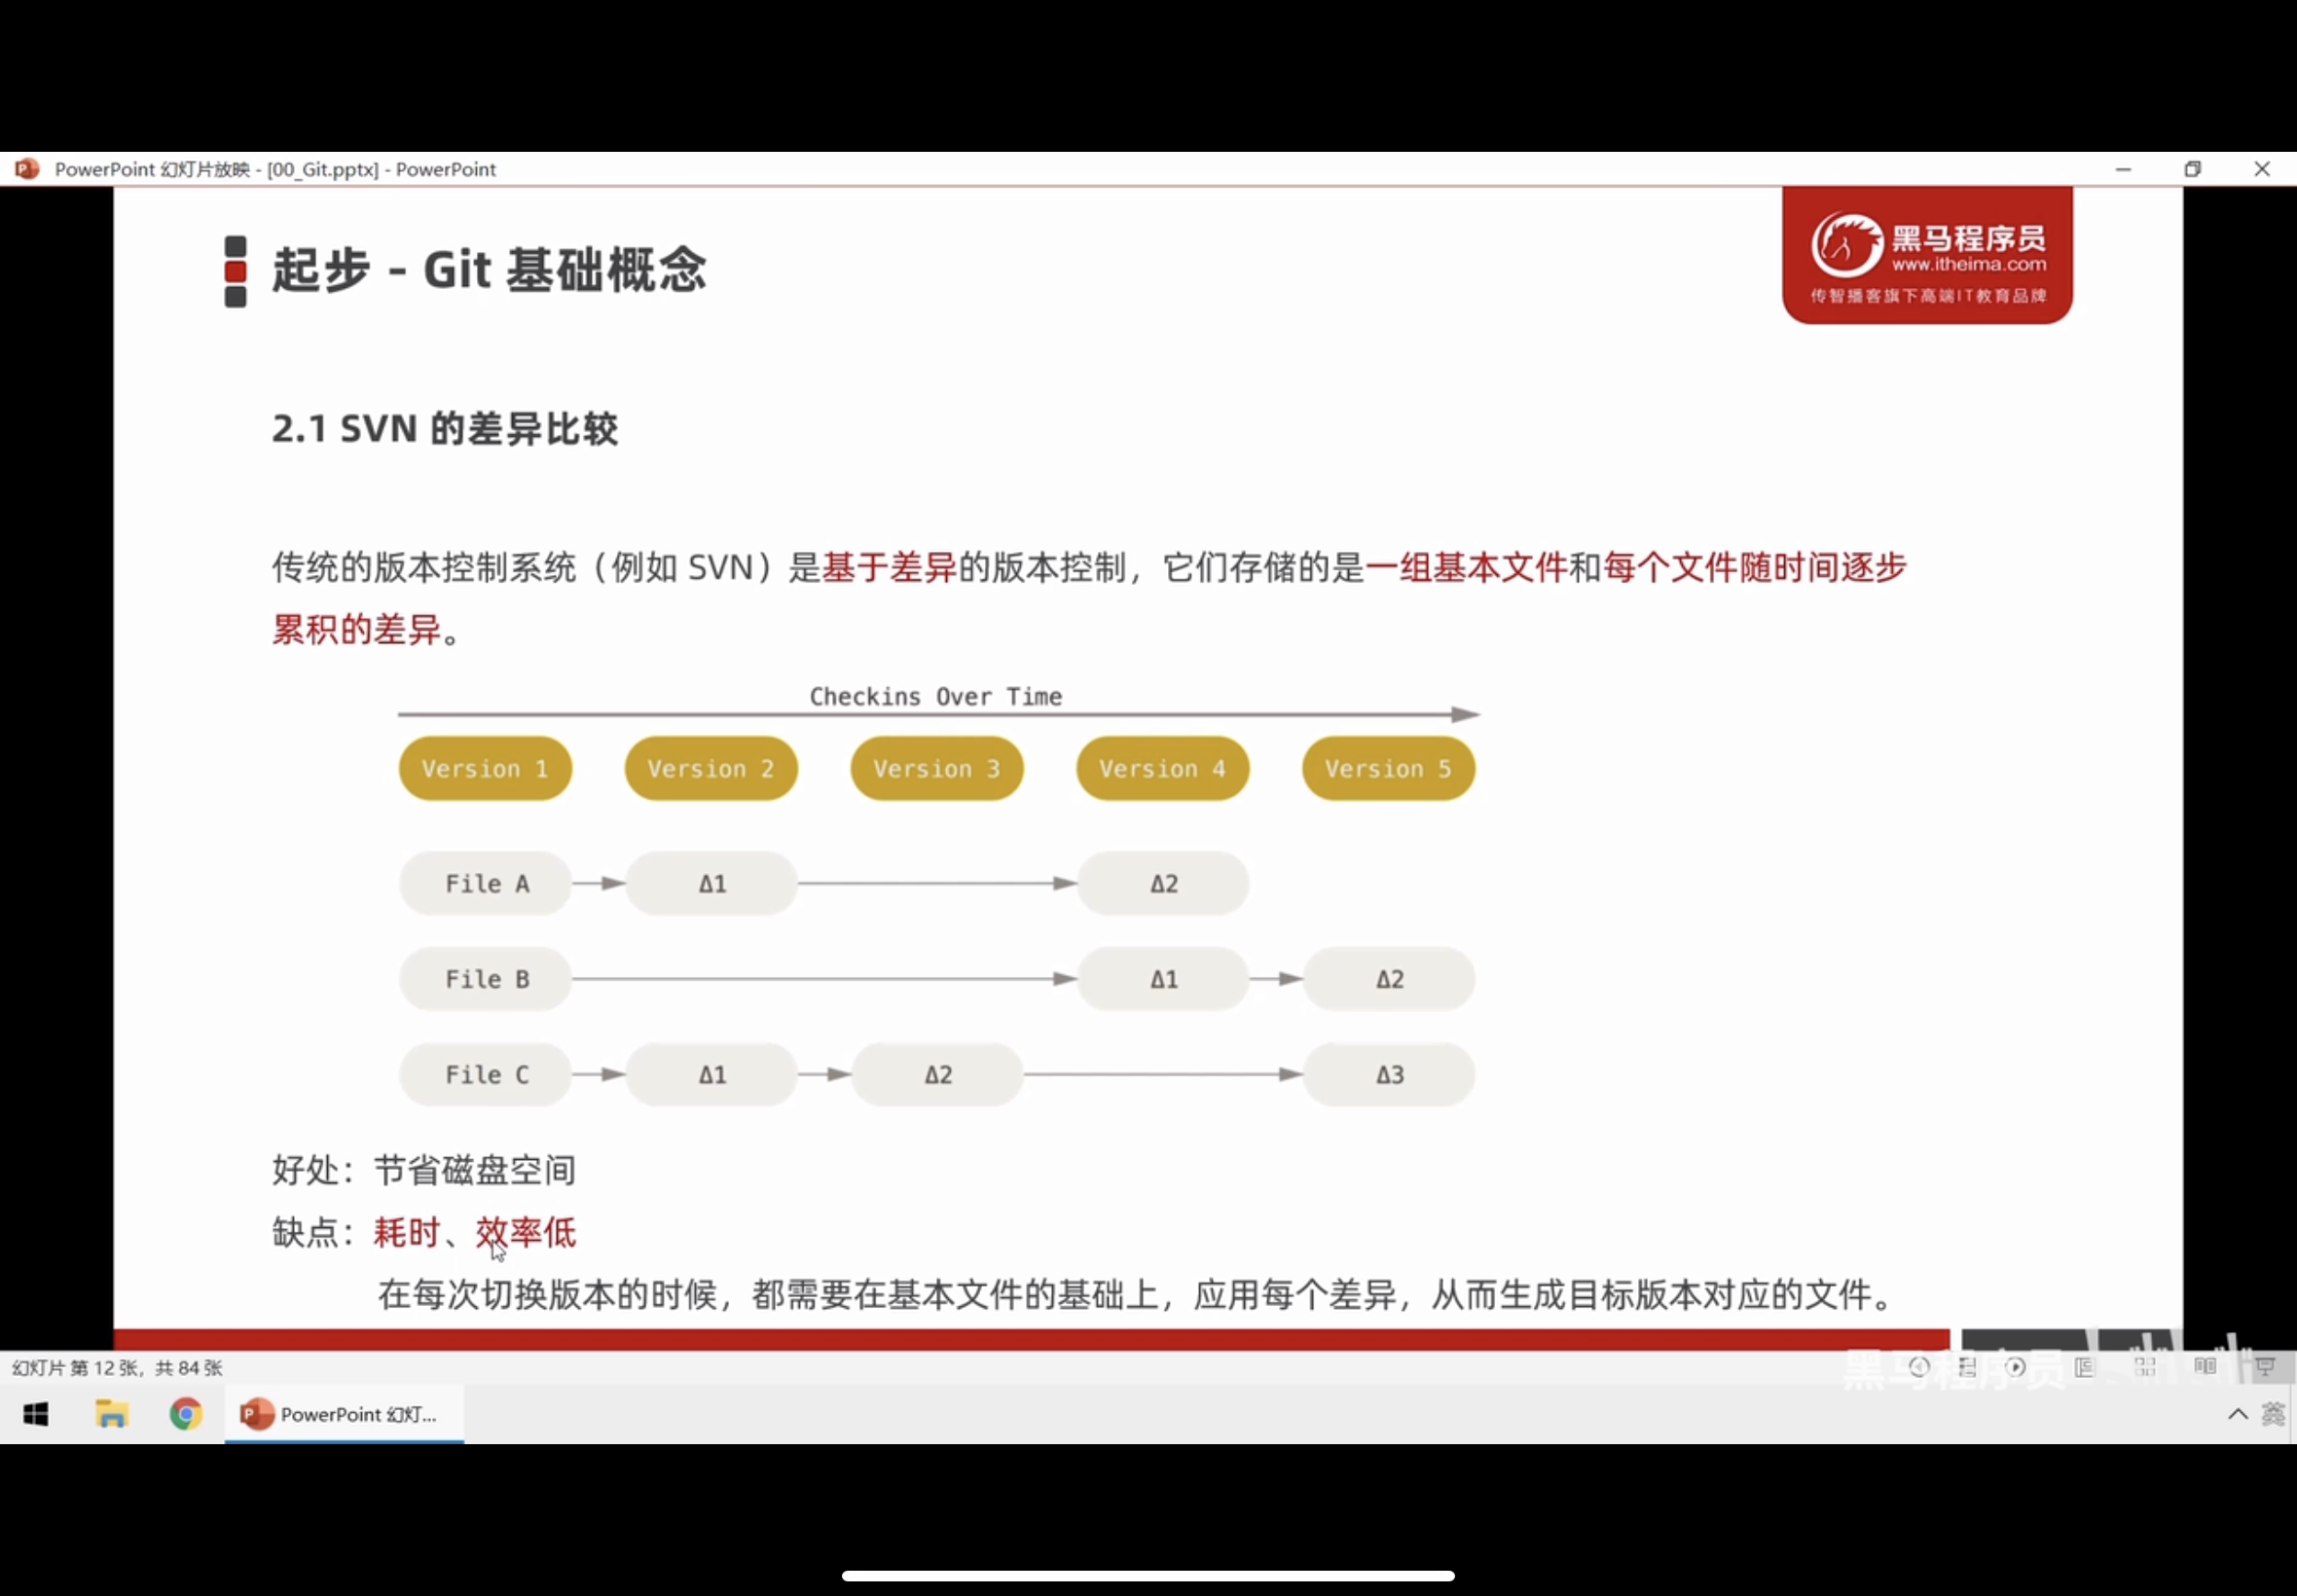 PowerPoint 幻灯片放映 - [00_Git.pptx] - PowerPoint
起步 - Git 基础概念
黑马程序员
www.itheima.com
传智播客旗下高端IT教育品牌
2.1 SVN 的差异比较
传统的版本控制系统（例如 SVN）是基于差异的版本控制，它们存储的是一组基本文件和每个文件随时间逐步
累积的差异。
Checkins Over Time
Version 1 Version 2 Version 3 Version 4 Version 5
File A Δ1 Δ2
File B Δ1 Δ2
File C Δ1 Δ2 Δ3
好处：节省磁盘空间
缺点：耗时、效率低
在每次切换版本的时候，都需要在基本文件的基础上，应用每个差异，从而生成目标版本对应的文件。
幻灯片 第 12 张，共 84 张
黑马程序员
PowerPoint 幻灯...
英